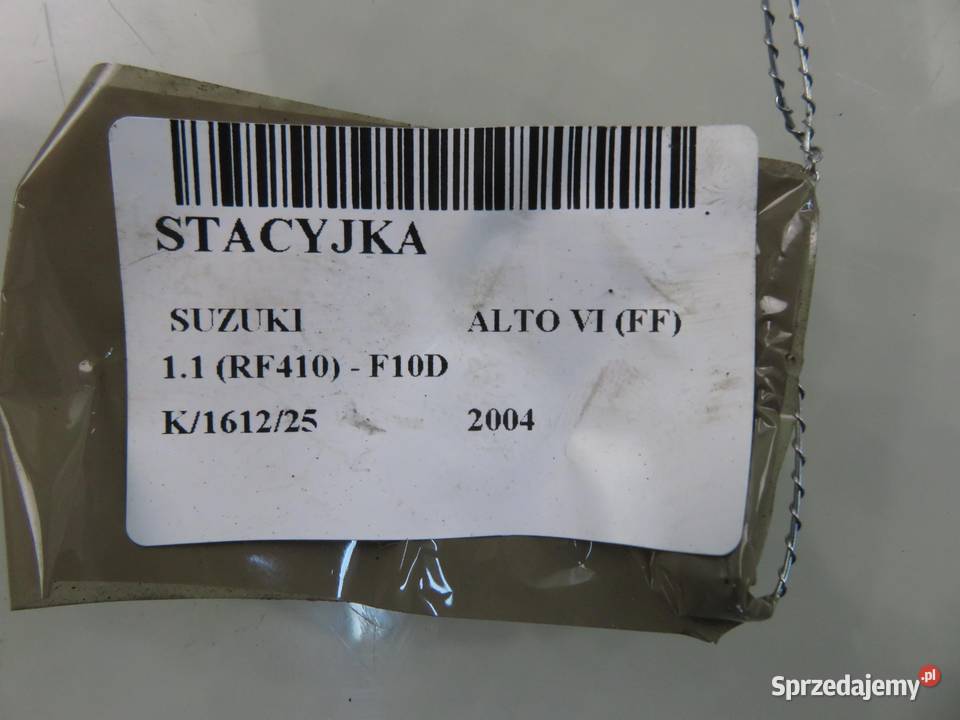 STACYJKA
SUZUKI ALTO VI (FF)
1.1 (RF410) - F10D
K/1612/25 2004
Sprzedajemy.pl